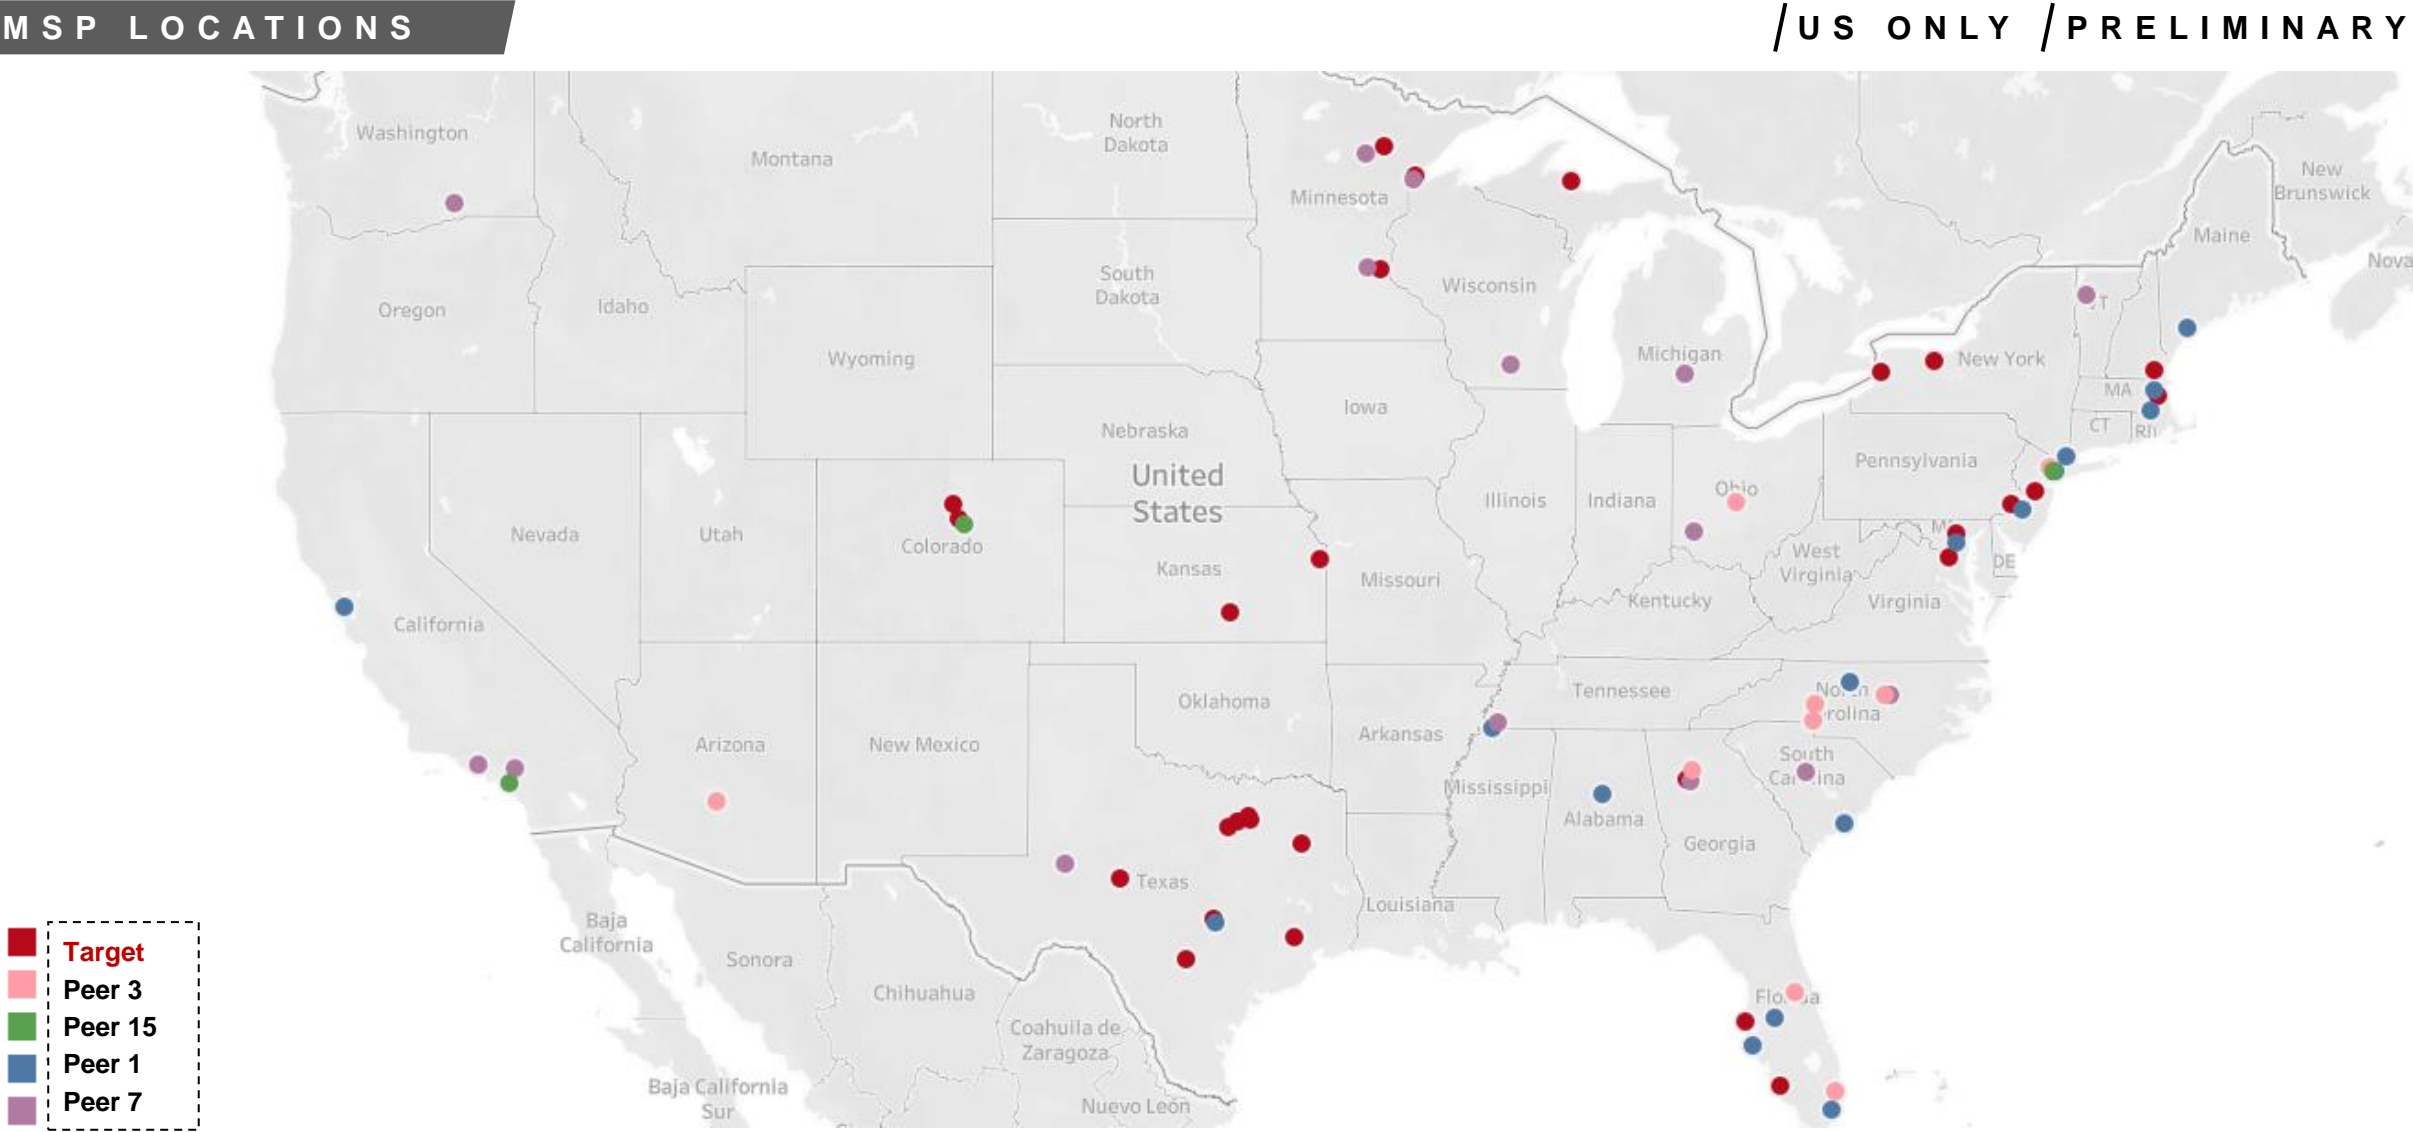 MSP LOCATIONS
/US ONLY /PRELIMINARY
Washington
Montana
North
Dakota
Minnesota
New
Brunswick
Maine
Nova
Oregon
Idaho
South
Dakota
Wisconsin
Wyoming
Michigan
New York
MA
CT
RI
Iowa
Nebraska
United
States
Pennsylvania
Illinois
Indiana
Ohio
Nevada
Utah
Colorado
Kansas
Missouri
West
Virginia
DE
Kentucky
Virginia
California
Oklahoma
Tennessee
Arkansas
Arizona
New Mexico
South
Mississippi
Alabama
Georgia
Texas
Louisiana
Baja
California
Sonora
Chihuahua
Coahuila de
Zaragoza
Baja California
Sur
Nuevo León
Target
Peer 3
Peer 15
Peer 1
Peer 7